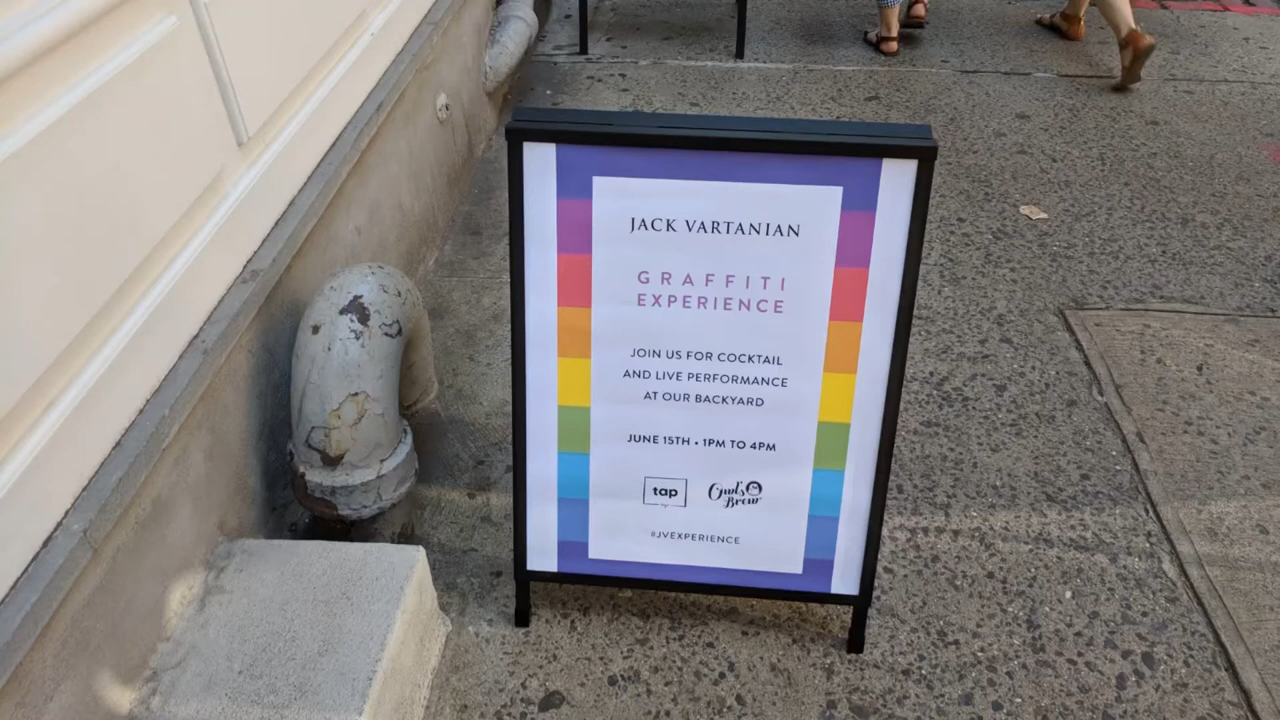 JACK VARTANIAN
GRAFFITI
EXPERIENCE
JOIN US FOR COCKTAIL
AND LIVE PERFORMANCE
AT OUR BACKYARD
JUNE 15TH • 1PM TO 4PM
tap
Owl's
Brew
#JVEXPERIENCE